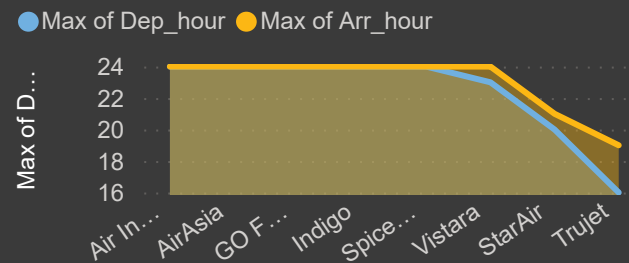 Max of Dep_hour Max of Arr_hour
Max of D...
24
22
20
18
16
Air In... AirAsia GO F... Indigo Spice... Vistara StarAir Trujet